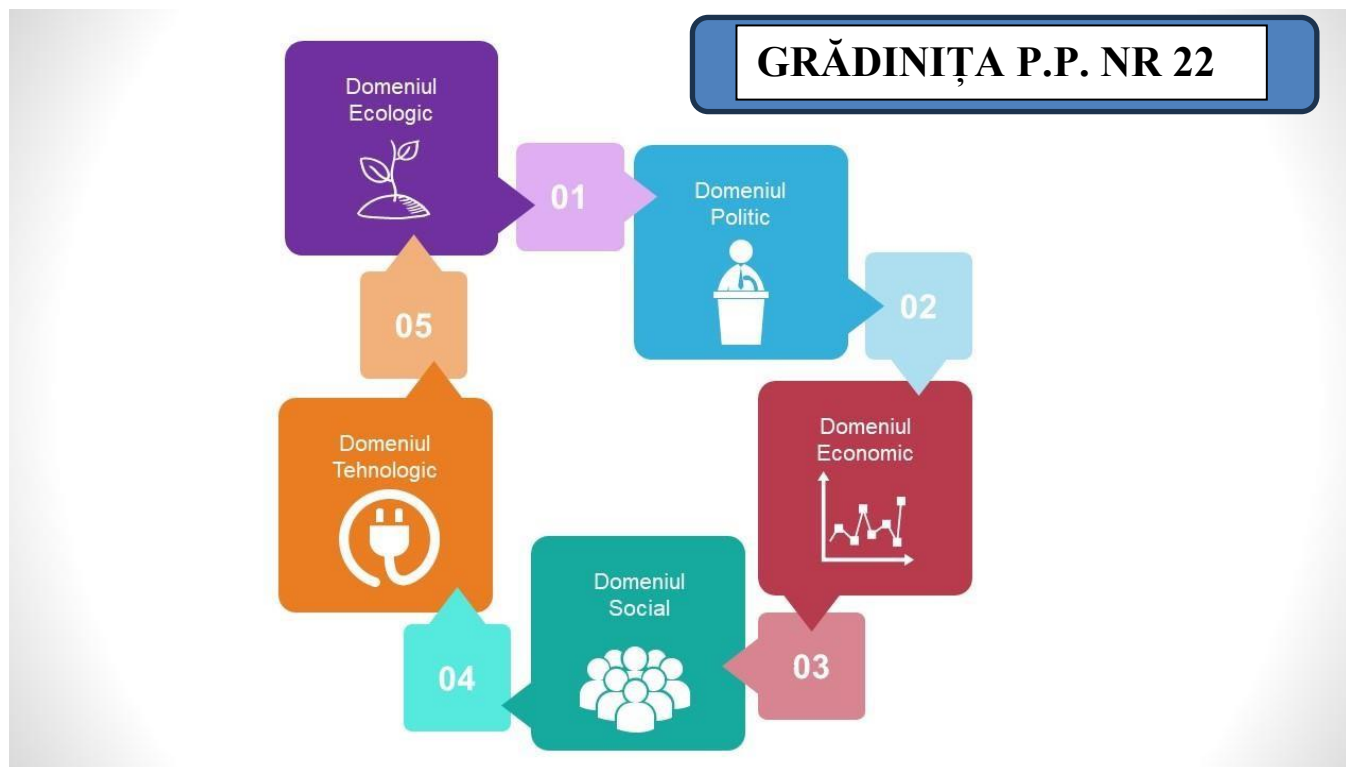 GRĂDINIȚA P.P. NR 22
Domeniul
Ecologic
01
Domeniul
Politic
02
Domeniul
Economic
03
Domeniul
Social
04
Domeniul
Tehnologic
05